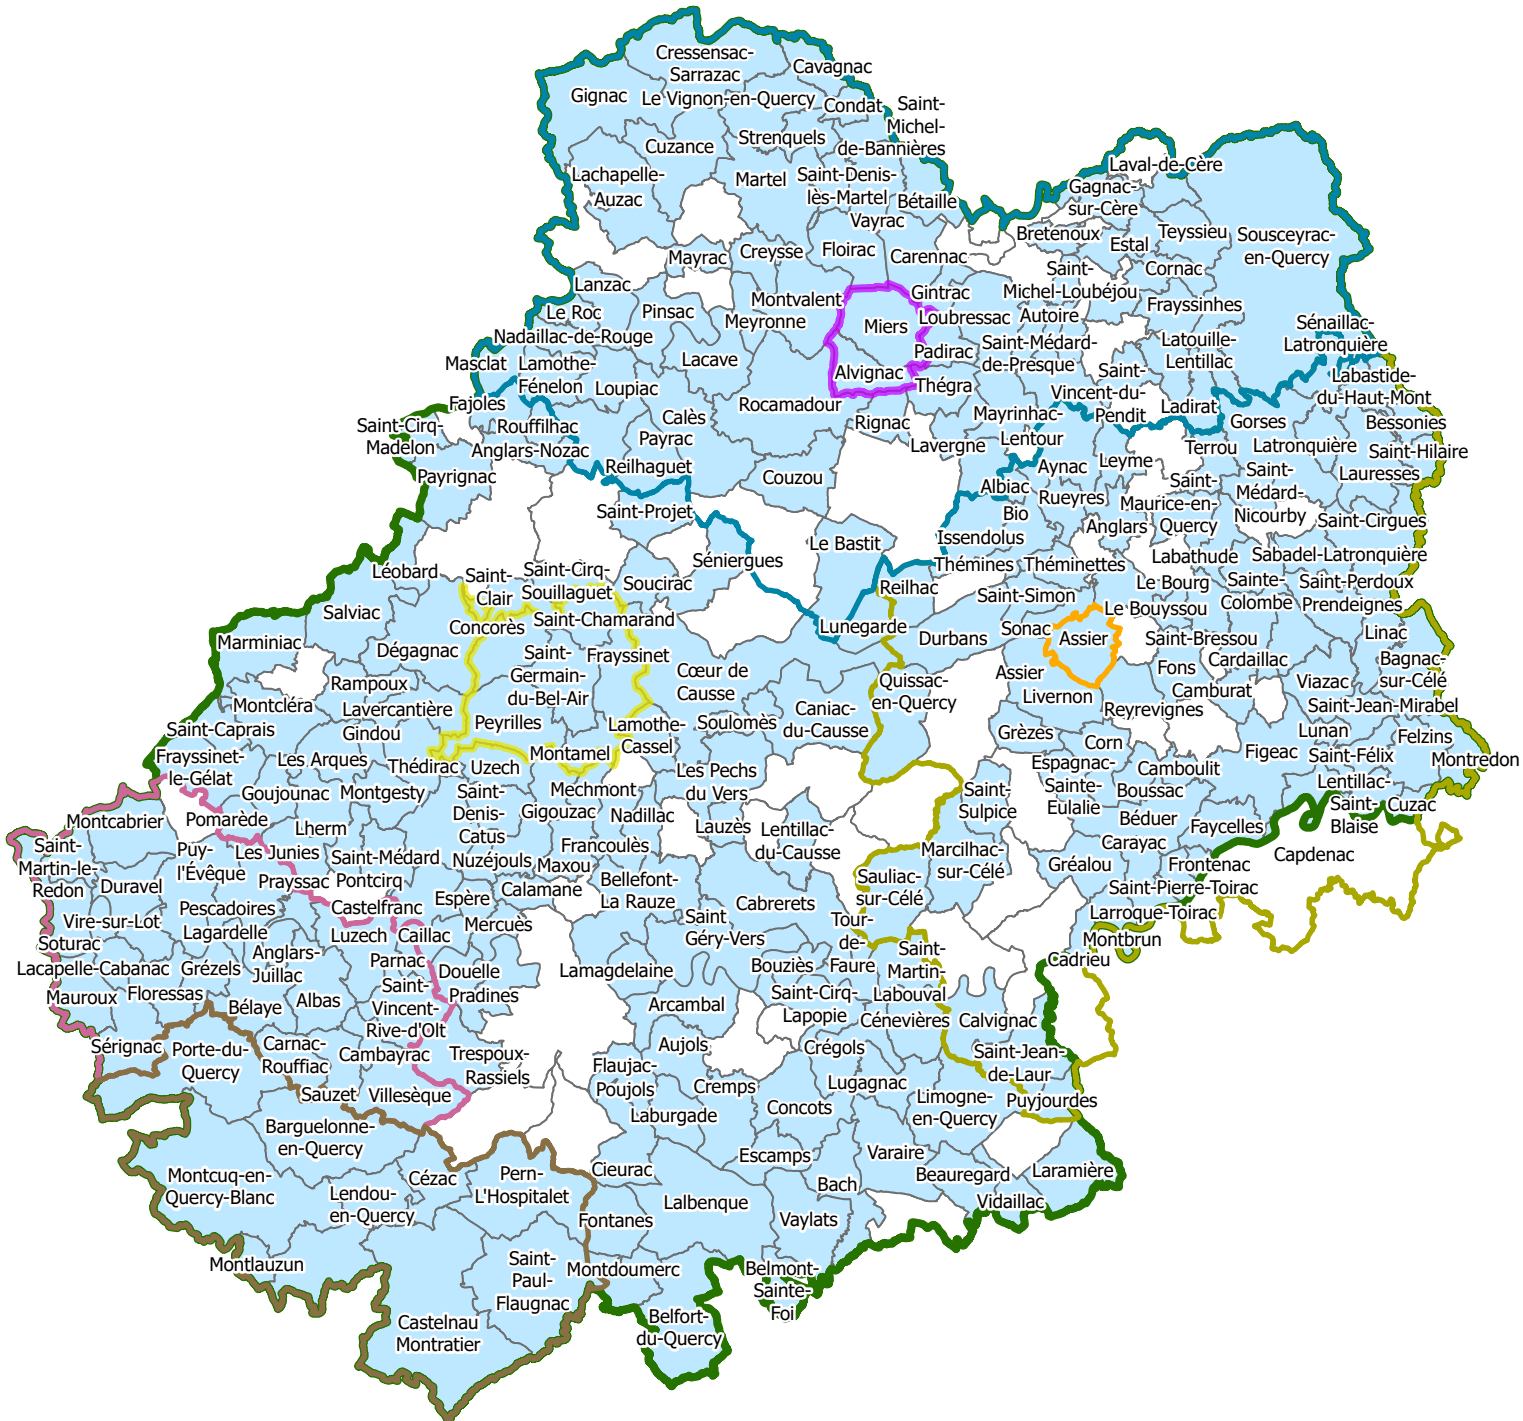 Cressensac-
Sarrazac
Cavagnac
Gignac
Le Vignon-en-Quercy
Condat
Saint-
Michel-
de-Bannières
Strenquels
Cuzance
Lachapelle-
Auzac
Martel
Saint-Denis-
lès-Martel
Vayrac
Bétaille
Laval-de-Cère
Gagnac-
sur-Cère
Bretenoux
Estal
Teyssieu
Sousceyrac-
en-Quercy
Mayrac
Creysse
Floirac
Carennac
Saint-
Michel-Loubéjou
Cornac
Lanzac
Le Roc
Pinsac
Montvalent
Meyronne
Gintrac
Loubressac
Autoire
Frayssinhes
Miers
Nadaillac-de-Rouge
Masclat
Lamothe-
Fénelon
Loupiac
Lacave
Alvignac
Padirac
Thégra
Saint-Médard-
de-Presque
Latouille-
Lentillac
Sénaillac-
Latronquière
Saint-
Vincent-du-
Pendit
Labastide-
du-Haut-Mont
Fajoles
Rouffilhac
Calès
Rocamadour
Rignac
Mayrinhac-
Lentour
Ladirat
Gorses
Bessonies
Saint-Cirq-
Madelon
Anglars-Nozac
Payrac
Lavergne
Terrou
Latronquière
Saint-Hilaire
Payrignac
Reilhaguet
Couzou
Aynac
Leyme
Lauresses
Albiac
Rueyres
Saint-
Maurice-en-
Quercy
Saint-
Médard-
Nicourby
Saint-Projet
Bio
Anglars
Saint-Cirgues
Séniergues
Le Bastit
Issendolus
Labathude
Sabadel-Latronquière
Léobard
Saint-
Clair
Saint-Cirq-
Souillaguet
Soucirac
Reilhac
Thémines
Théminettes
Le Bourg
Sainte-
Colombe
Saint-Perdoux
Prendeignes
Salviac
Concorès
Saint-Chamarand
Lunegarde
Saint-Simon
Le Bouyssou
Durbans
Sonac
Assier
Saint-Bressou
Linac
Marminiac
Dégagnac
Saint-
Germain-
du-Bel-Air
Frayssinet
Cœur de
Causse
Quissac-
en-Quercy
Assier
Livernon
Fons
Cardaillac
Viazac
Bagnac-
sur-Célé
Rampoux
Camburat
Montcléra
Lavercantière
Peyrilles
Soulomès
Caniac-
du-Causse
Reyrevignes
Saint-Jean-Mirabel
Saint-Caprais
Gindou
Lamothe-
Cassel
Grèzes
Corn
Figeac
Lunan
Felzins
Frayssinet-
le-Gélat
Les Arques
Thédirac
Uzech
Montamel
Les Pechs
du Vers
Espagnac-
Sainte-
Eulalie
Camboulit
Saint-Félix
Montredon
Goujounac
Montgesty
Saint-
Denis-
Catus
Mechmont
Gigouzac
Nadillac
Saint-
Sulpice
Boussac
Lentillac-
Saint-
Blaise
Cuzac
Montcabrier
Pomarède
Lherm
Lauzès
Lentillac-
du-Causse
Béduer
Faycelles
Saint-
Martin-le-
Redon
Puy-
l'Évêque
Les Junies
Saint-Médard
Nuzéjouls
Maxou
Francoulès
Marcilhac-
sur-Célé
Gréalou
Carayac
Frontenac
Capdenac
Duravel
Prayssac
Pontcirq
Calamane
Bellefont-
La Rauze
Sauliac-
sur-Célé
Saint-Pierre-Toirac
Vire-sur-Lot
Pescadoires
Lagardelle
Castelfranc
Espère
Mercuès
Saint
Géry-Vers
Cabrerets
Tour-
de-
Faure
Larroque-Toirac
Soturac
Luzech
Caillac
Montbrun
Lacapelle-Cabanac
Grézels
Anglars-
Juillac
Parnac
Douelle
Lamagdelaine
Bouziès
Saint-
Martin-
Labouval
Cadrieu
Mauroux
Floressas
Bélaye
Albas
Saint-
Vincent-
Rive-d'Olt
Pradines
Arcambal
Saint-Cirq-
Lapopie
Cénevières
Calvignac
Sérignac
Porte-du-
Quercy
Carnac-
Rouffiac
Cambayrac
Trespoux-
Rassiels
Flaujac-
Poujols
Aujols
Crégols
Saint-Jean-
de-Laur
Sauzet
Villesèque
Cremps
Lugagnac
Limogne-
en-Quercy
Puyjourdes
Laburgade
Concots
Barguelonne-
en-Quercy
Escamps
Varaire
Montcuq-en-
Quercy-Blanc
Lendou-
en-Quercy
Cézac
Pern-
L'Hospitalet
Cieurac
Lalbenque
Bach
Beauregard
Laramière
Vidaillac
Fontanes
Vaylats
Montlauzun
Saint-
Paul-
Flaugnac
Montdoumerc
Belmont-
Sainte-
Foi
Castelnau
Montratier
Belfort-
du-Quercy